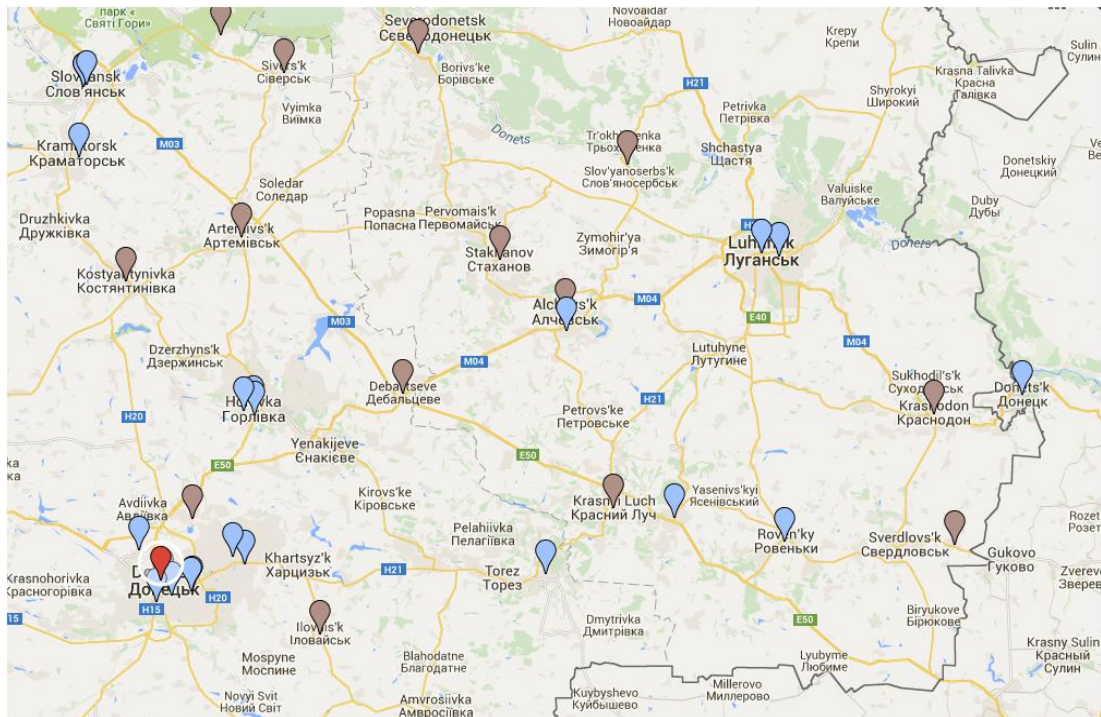 парк «
Святі Гори»
Severodonetsk
Сєвєродонецьк
Novoaidar
Новоайдар
Krepy
Крепи
Sulin
Сулин
Sivers'k
Сіверськ
Borivs'ke
Борівське
Krasna Talivka
Красна
Талівка
Slov'yansk
Слов'янськ
H21
Shyrokyi
Широкий
Vyimka
Виїмка
Petrivka
Петрівка
Donets
Kramatorsk
Краматорськ
M03
Tr'okhizbenka
Трьохізбенка
Shchastya
Щастя
Donetskiy
Донецкий
Slov'yanoserbs'k
Слов'яносербськ
Soledar
Соледар
Valuiske
Валуйське
Duby
Дубы
Druzhkivka
Дружківка
Artemivs'k
Артемівськ
Popasna
Попасна
Pervomais'k
Первомайськ
Zymohir'ya
Зимогір'я
Stakhanov
Стаханов
Luhansk
Луганськ
Donets
Kostyantynivka
Костянтинівка
Alchevs'k
Алчевськ
M04
E40
M03
Dzerzhyns'k
Дзержинськ
M04
Lutuhyne
Лутугине
M04
Debaltseve
Дебальцеве
Sukhodil's'k
Суходільськ
Donets'k
Донецк
Horlivka
Горлівка
H20
H21
Krasnodon
Краснодон
Petrovs'ke
Петровське
Yenakijeve
Єнакієве
E50
E50
Kirovs'ke
Кіровське
Krasnyi Luch
Красний Луч
Yasenivs'kyi
Ясенівський
Avdiivka
Авдіївка
Rozet
Розет
Pelahiivka
Пелагіївка
Roven'ky
Ровеньки
Sverdlovs'k
Свердловськ
Gukovo
Гуково
Khartsyz'k
Харцизьк
H21
Torez
Торез
Zverevo
Зверев
Krasnohorivka
Красногорівка
Донецьк
H20
H15
Ilovais'k
Іловайськ
Dmytrivka
Дмитрівка
E50
Biryukove
Бірюкове
Mospyne
Моспине
Blahodatne
Благодатне
Lyubyme
Любиме
Krasny Sulin
Красный
Сулин
Novyi Svit
Новий Світ
Amvrosiivka
Амвросіївка
Kuybyshevo
Куйбышево
Millerovo
Миллерово